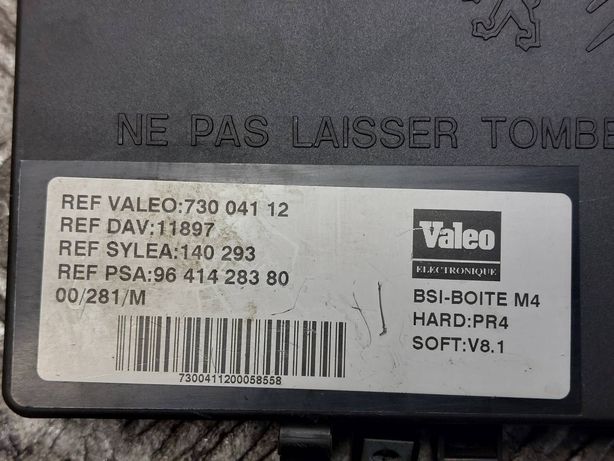 NE PAS LAISSER TOMBE
REF VALEO:730 041 12
REF DAV:11897
REF SYLEA:140 293
REF PSA:96 414 283 80
00/281/M
7300411200058558
Valeo
ELECTRONIQUE
BSI-BOITE M4
HARD:PR4
SOFT:V8.1